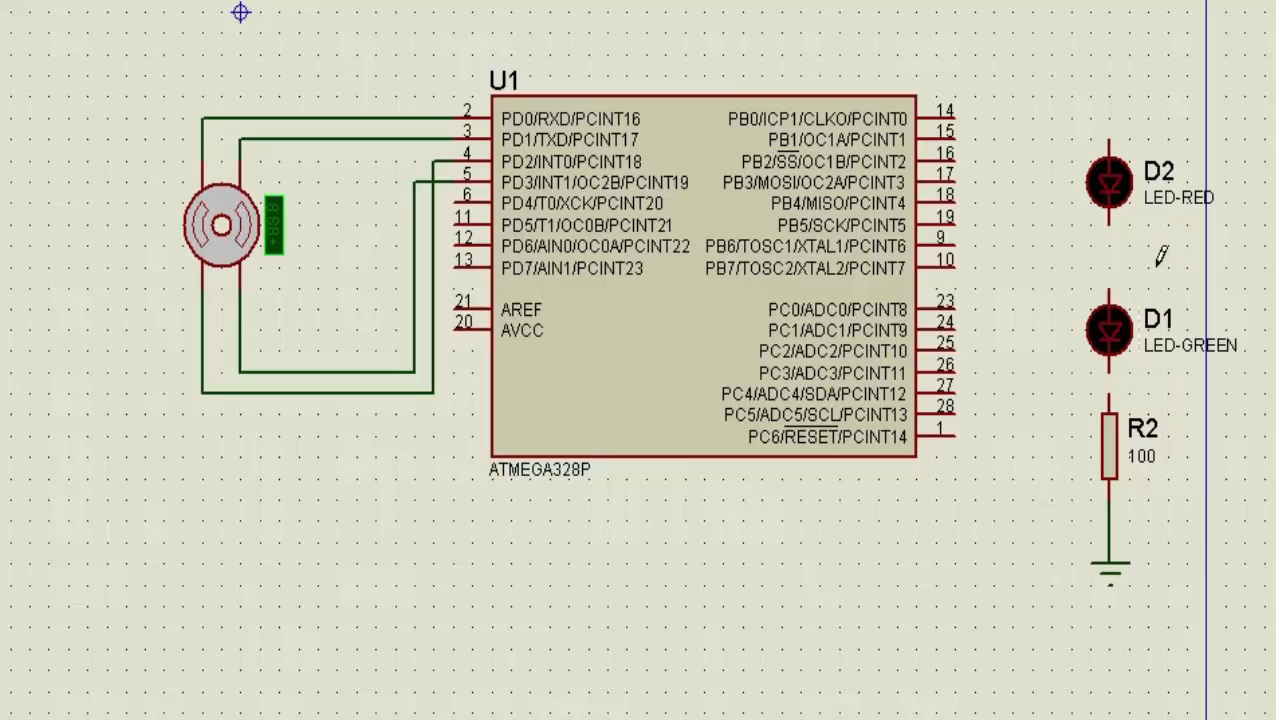 U1
2 PD0/RXD/PCINT16 PB0/ICP1/CLKO/PCINT0 14
3 PD1/TXD/PCINT17 PB1/OC1A/PCINT1 15
4 PD2/INT0/PCINT18 PB2/SS/OC1B/PCINT2 16
5 PD3/INT1/OC2B/PCINT19 PB3/MOSI/OC2A/PCINT3 17
6 PD4/T0/XCK/PCINT20 PB4/MISO/PCINT4 18
11 PD5/T1/OC0B/PCINT21 PB5/SCK/PCINT5 19
12 PD6/AIN0/OC0A/PCINT22 PB6/TOSC1/XTAL1/PCINT6 9
13 PD7/AIN1/PCINT23 PB7/TOSC2/XTAL2/PCINT7 10
21 AREF PC0/ADC0/PCINT8 23
20 AVCC PC1/ADC1/PCINT9 24
PC2/ADC2/PCINT10 25
PC3/ADC3/PCINT11 26
PC4/ADC4/SDA/PCINT12 27
PC5/ADC5/SCL/PCINT13 28
PC6/RESET/PCINT14 1
ATMEGA328P
D2
LED-RED
D1
LED-GREEN
R2
100